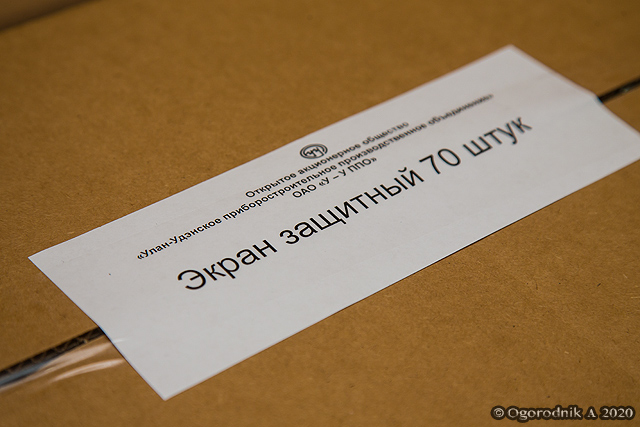 Открытое акционерное общество
«Улан-Удэнское приборостроительное производственное объединение»
ОАО «У – У ППО»
Экран защитный 70 штук
© Ogorodnik A 2020